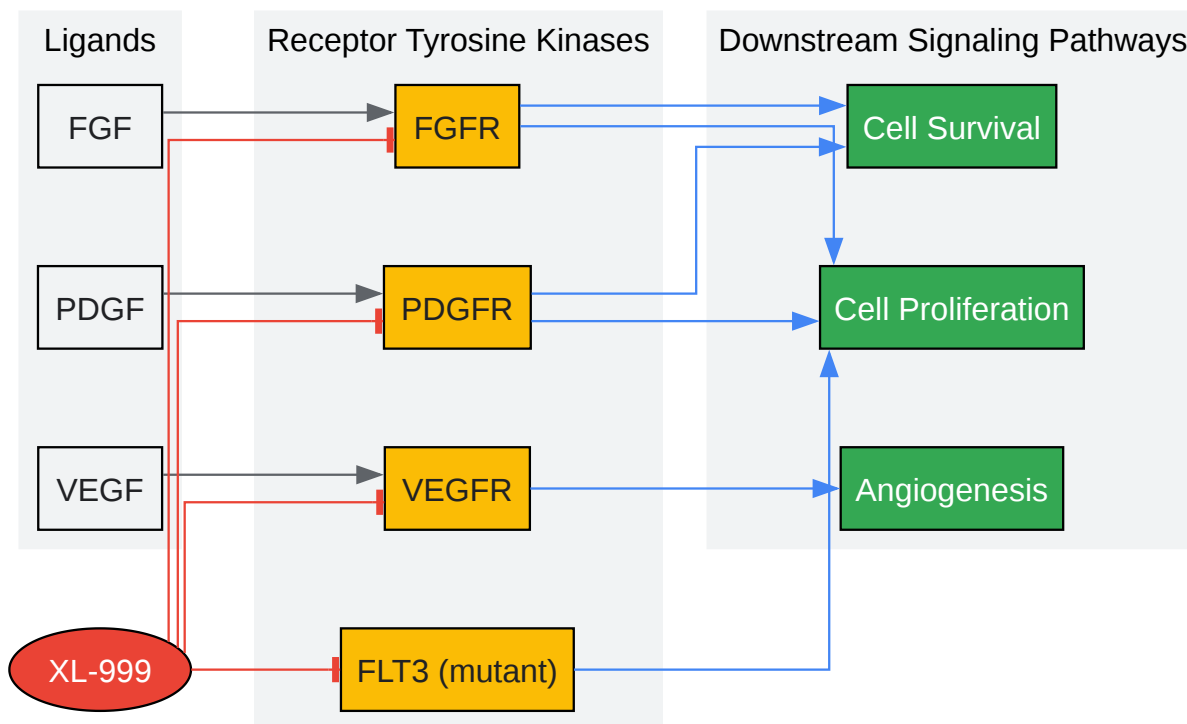 Ligands
Receptor Tyrosine Kinases
Downstream Signaling Pathways
FGF
FGFR
Cell Survival
PDGF
PDGFR
Cell Proliferation
VEGF
VEGFR
Angiogenesis
XL-999
FLT3 (mutant)